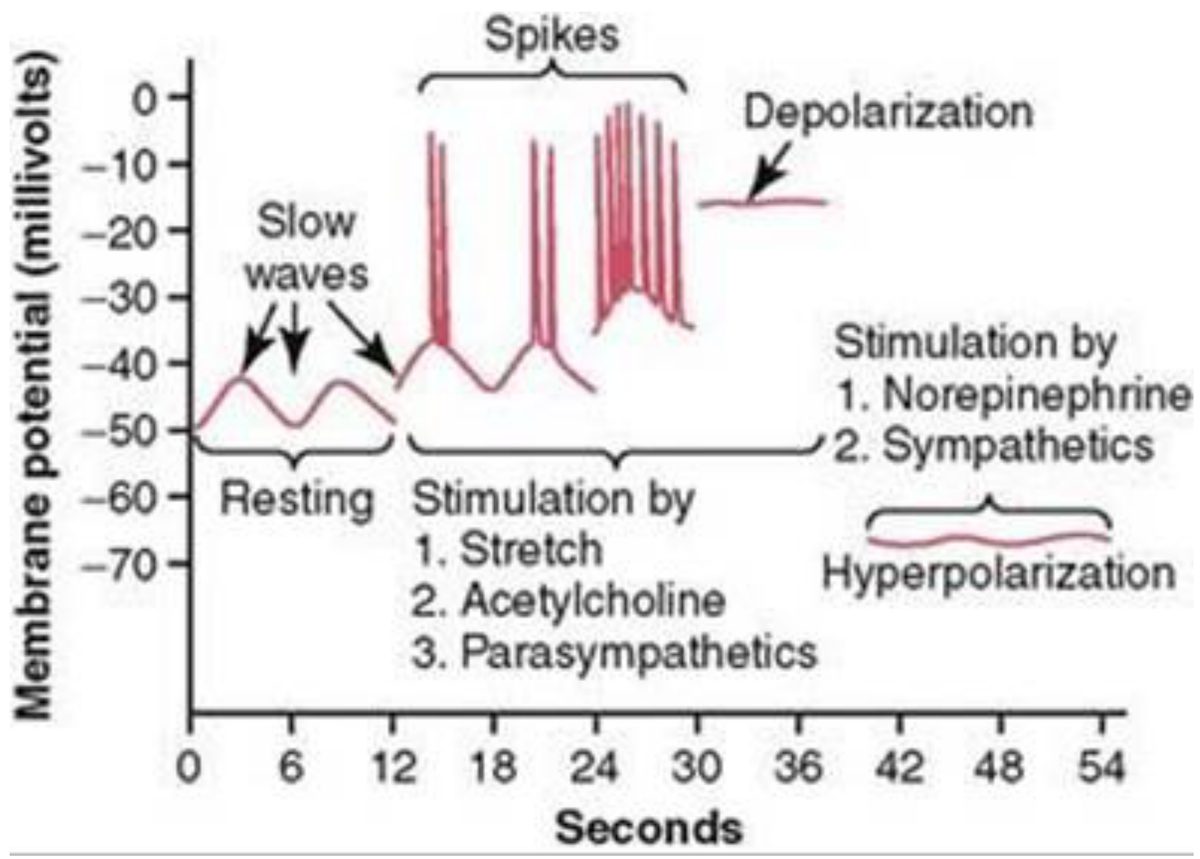 Spikes
Depolarization
Slow
waves
Membrane potential (millivolts)
0
−10
−20
−30
−40
−50
−60
−70
Resting
Stimulation by
1. Stretch
2. Acetylcholine
3. Parasympathetics
Stimulation by
1. Norepinephrine
2. Sympathetics
Hyperpolarization
0 6 12 18 24 30 36 42 48 54
Seconds